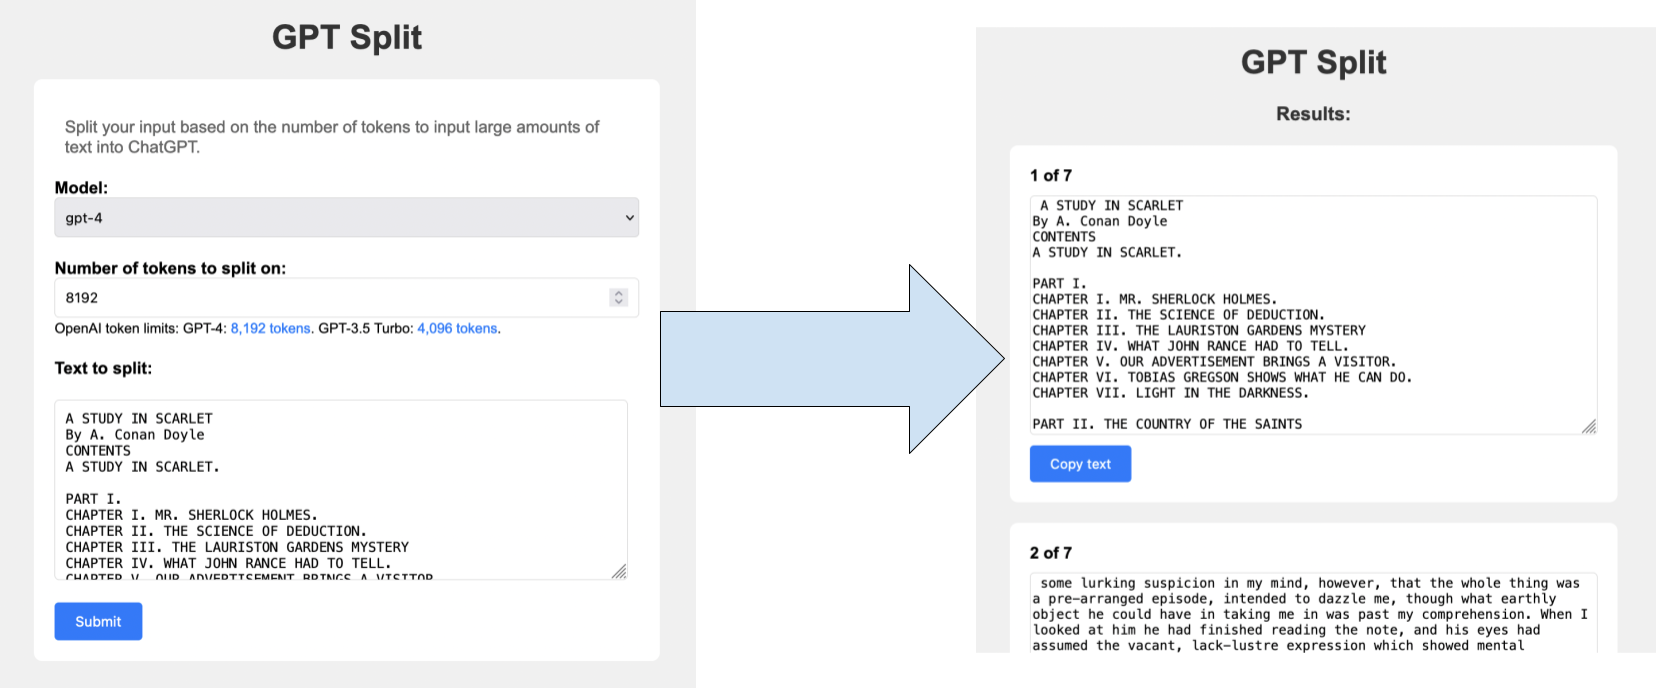 GPT Split
Split your input based on the number of tokens to input large amounts of
text into ChatGPT.
Model:
gpt-4
Number of tokens to split on:
8192
OpenAI token limits: GPT-4: 8,192 tokens. GPT-3.5 Turbo: 4,096 tokens.
Text to split:
A STUDY IN SCARLET
By A. Conan Doyle
CONTENTS
A STUDY IN SCARLET.
PART I.
CHAPTER I. MR. SHERLOCK HOLMES.
CHAPTER II. THE SCIENCE OF DEDUCTION.
CHAPTER III. THE LAURISTON GARDENS MYSTERY
CHAPTER IV. WHAT JOHN RANCE HAD TO TELL.
CHAPTER V. OUR ADVERTISEMENT BRINGS A VISITOR
Submit
GPT Split
Results:
1 of 7
A STUDY IN SCARLET
By A. Conan Doyle
CONTENTS
A STUDY IN SCARLET.
PART I.
CHAPTER I. MR. SHERLOCK HOLMES.
CHAPTER II. THE SCIENCE OF DEDUCTION.
CHAPTER III. THE LAURISTON GARDENS MYSTERY
CHAPTER IV. WHAT JOHN RANCE HAD TO TELL.
CHAPTER V. OUR ADVERTISEMENT BRINGS A VISITOR.
CHAPTER VI. TOBIAS GREGSON SHOWS WHAT HE CAN DO.
CHAPTER VII. LIGHT IN THE DARKNESS.
PART II. THE COUNTRY OF THE SAINTS
Copy text
2 of 7
some lurking suspicion in my mind, however, that the whole thing was
a pre-arranged episode, intended to dazzle me, though what earthly
object he could have in taking me in was past my comprehension. When I
looked at him he had finished reading the note, and his eyes had
assumed the vacant, lack-lustre expression which showed mental